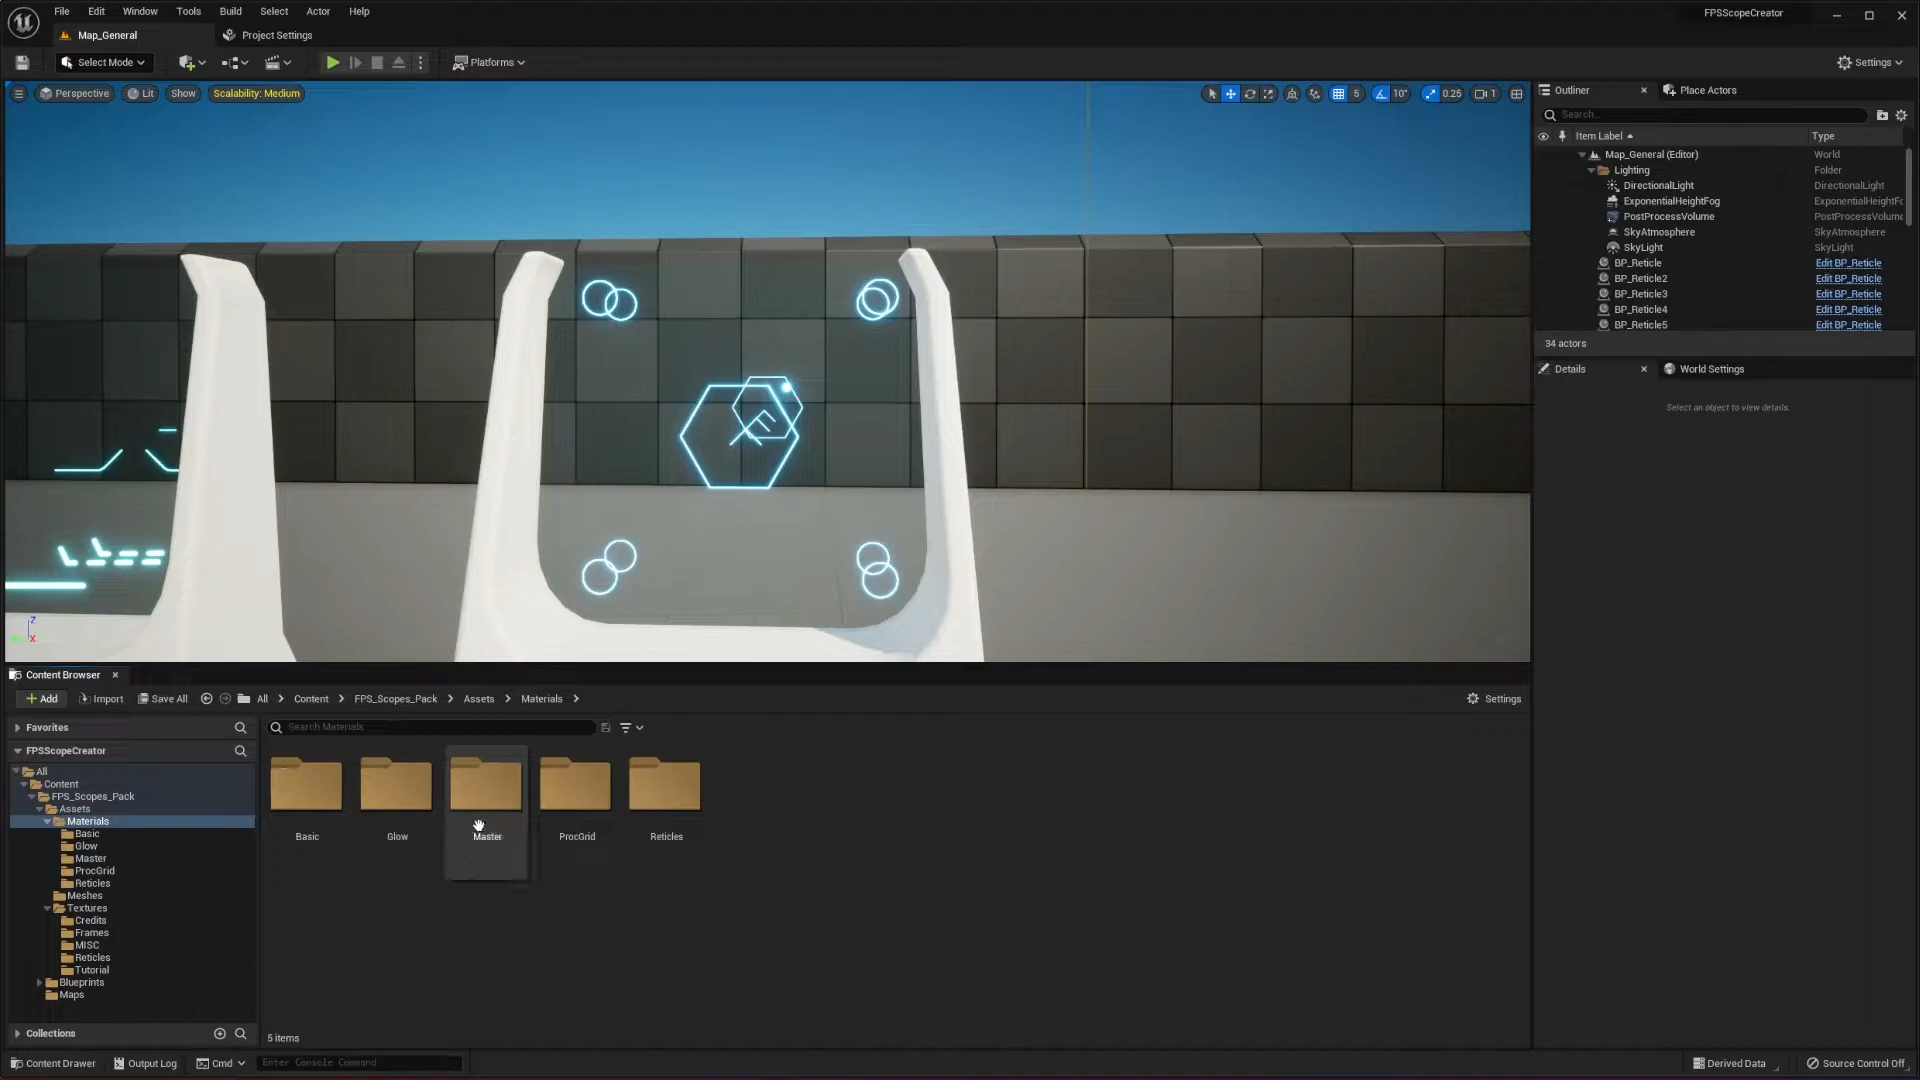 File Edit Window Tools Build Select Actor Help
FPSScopeCreator
Map_General
Project Settings
Select Mode
Platforms
Settings
Perspective Lit Show Scalability: Medium
5 10° 0.25 1
Outliner
Place Actors
Search...
Item Label Type
Map_General (Editor) World
Lighting Folder
DirectionalLight DirectionalLight
ExponentialHeightFog ExponentialHeightFo
PostProcessVolume PostProcessVolume
SkyAtmosphere SkyAtmosphere
SkyLight SkyLight
BP_Reticle Edit BP_Reticle
BP_Reticle2 Edit BP_Reticle
BP_Reticle3 Edit BP_Reticle
BP_Reticle4 Edit BP_Reticle
BP_Reticle5 Edit BP_Reticle
34 actors
Details
World Settings
Select an object to view details.
Z
X
Content Browser
Add Import Save All All Content FPS_Scopes_Pack Assets Materials
Settings
Favorites
Search Materials
FPSScopeCreator
All
Content
FPS_Scopes_Pack
Assets
Materials
Basic
Glow
Master
ProcGrid
Reticles
Meshes
Textures
Credits
Frames
MISC
Reticles
Tutorial
Blueprints
Maps
Collections
Basic Glow Master ProcGrid Reticles
5 items
Content Drawer Output Log Cmd Enter Console Command
Derived Data Source Control Off